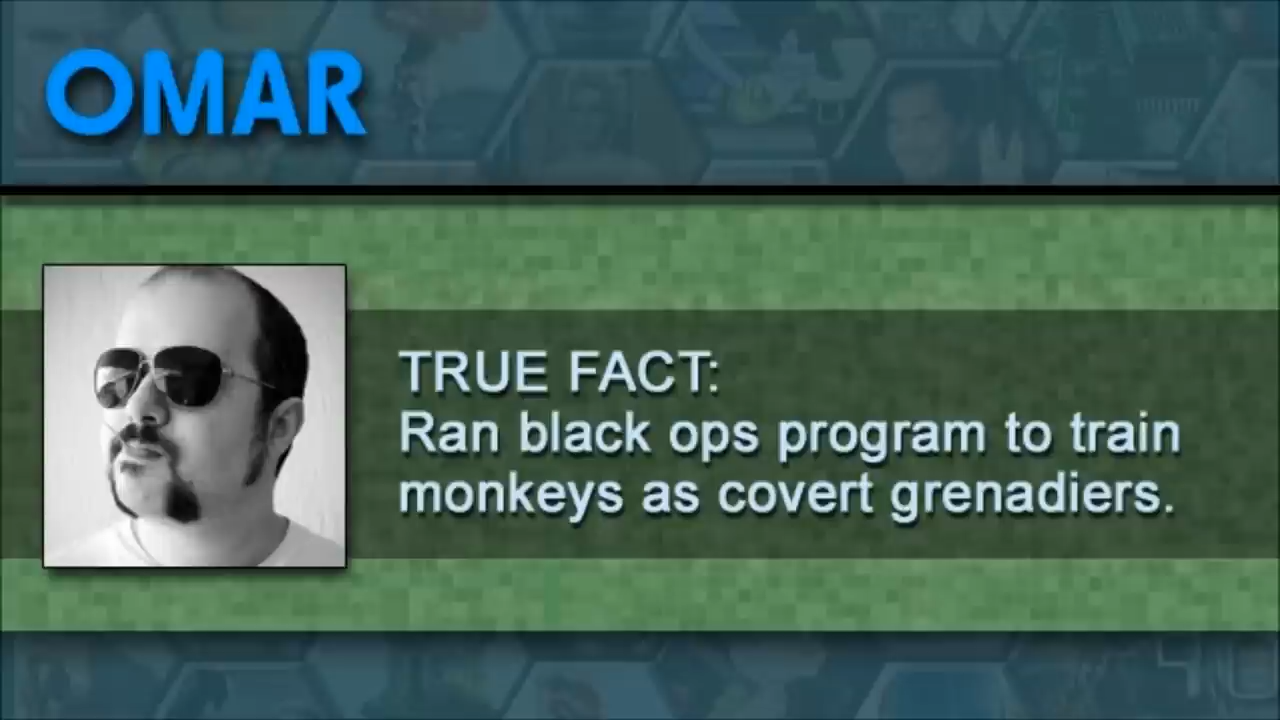 OMAR
TRUE FACT:
Ran black ops program to train
monkeys as covert grenadiers.